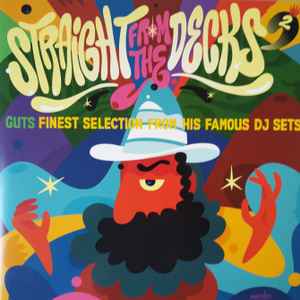 STRAIGHT
FROM
THE
DECKS
2
GUTS FINEST SELECTION FROM HIS FAMOUS DJ SETS